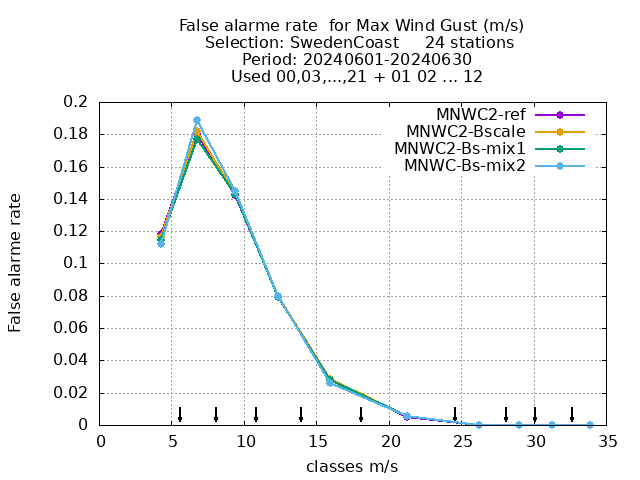 False alarme rate  for Max Wind Gust (m/s)
Selection: SwedenCoast     24 stations
Period: 20240601-20240630
Used 00,03,...,21 + 01 02 ... 12
False alarme rate
0.2
0.18
0.16
0.14
0.12
0.1
0.08
0.06
0.04
0.02
0
MNWC2-ref
MNWC2-Bscale
MNWC2-Bs-mix1
MNWC-Bs-mix2
0 5 10 15 20 25 30 35
classes m/s